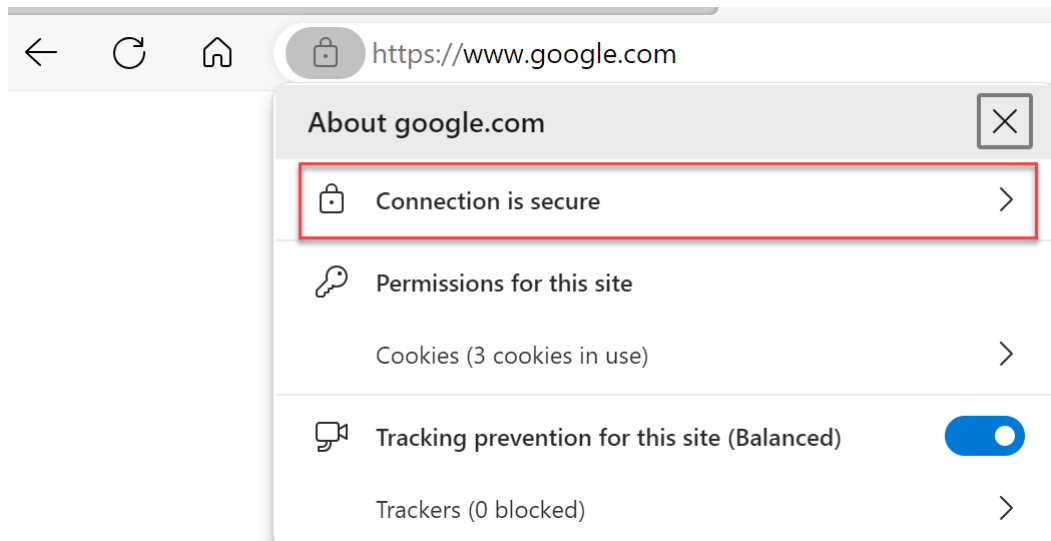 https://www.google.com
About google.com
Connection is secure
Permissions for this site
Cookies (3 cookies in use)
Tracking prevention for this site (Balanced)
Trackers (0 blocked)